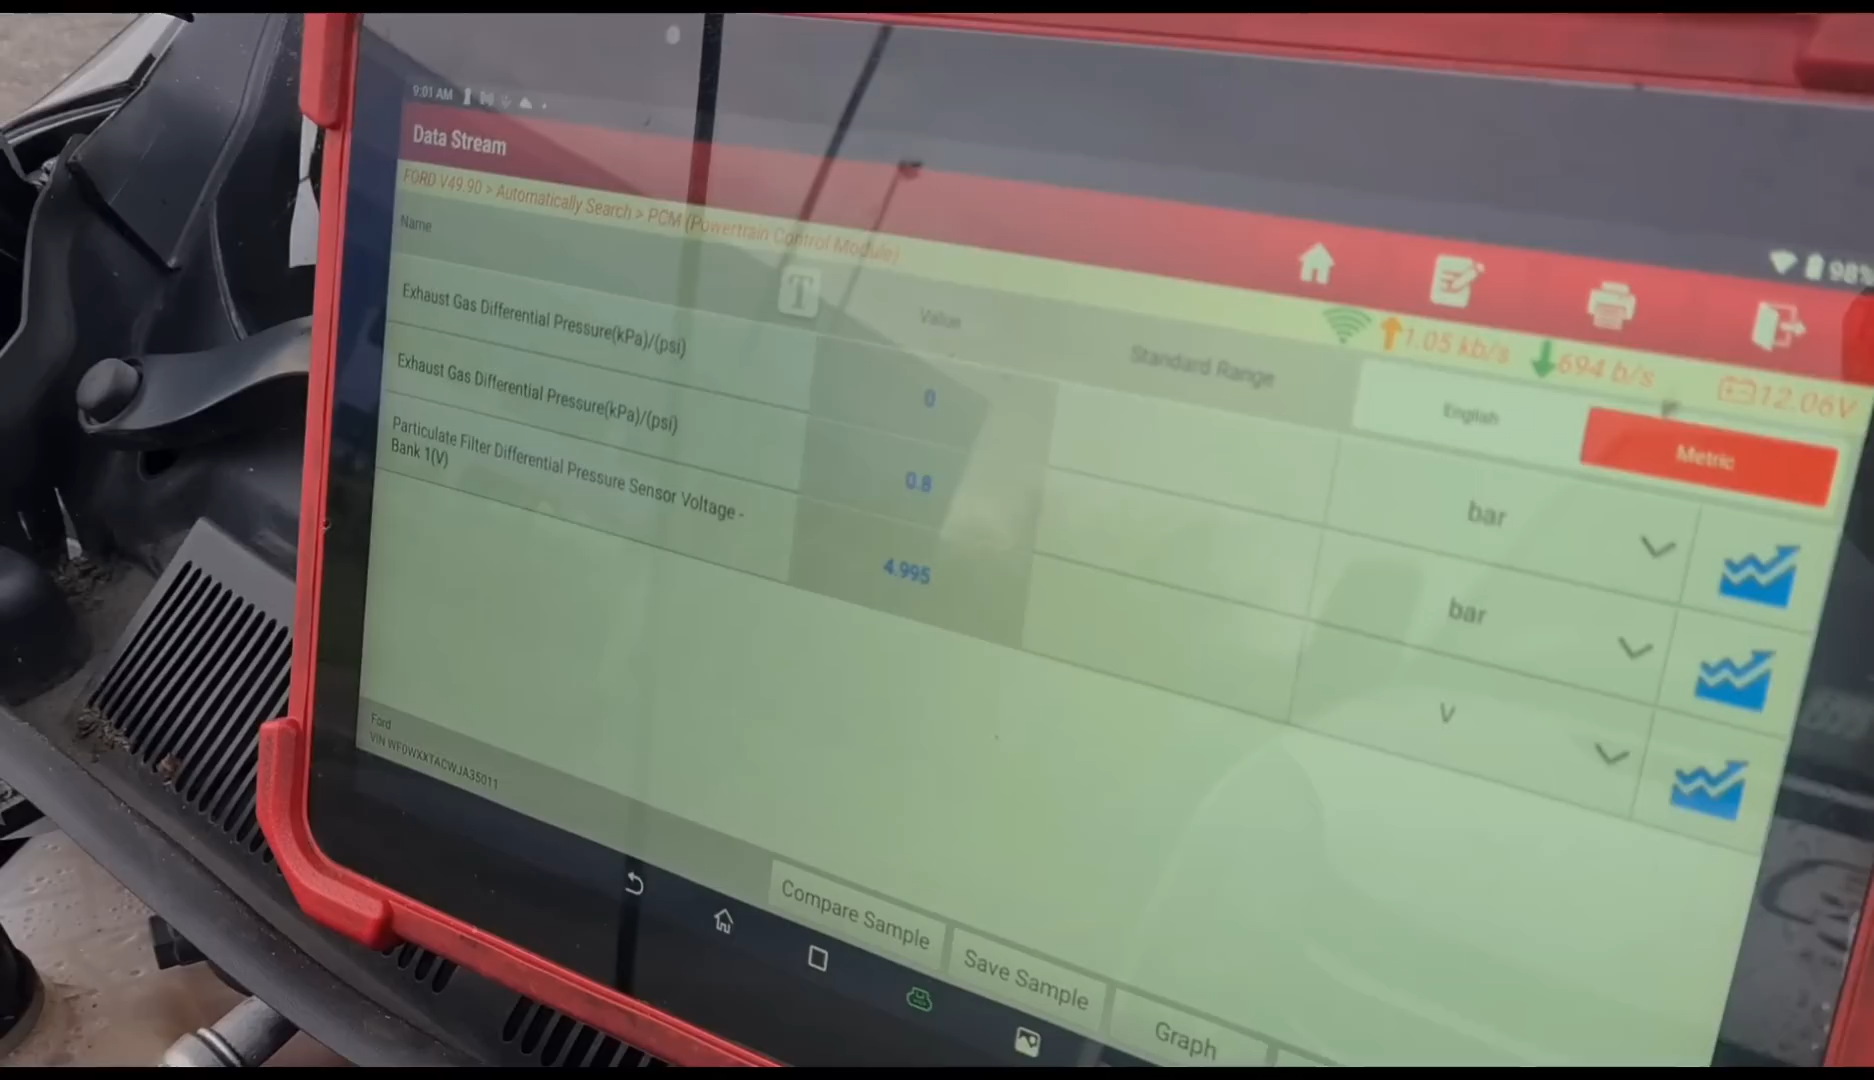 9:01 AM
98%
Data Stream
FORD V49.90 > Automatically Search > PCM (Powertrain Control Module)
1.05 kb/s 694 b/s 12.06V
Name
T
Value
Standard Range
English
Metric
Exhaust Gas Differential Pressure(kPa)/(psi)
0
bar
Exhaust Gas Differential Pressure(kPa)/(psi)
0.8
bar
Particulate Filter Differential Pressure Sensor Voltage -
Bank 1(V)
4.995
V
Ford
VIN WF0WXXTACWJA35011
Compare Sample
Save Sample
Graph